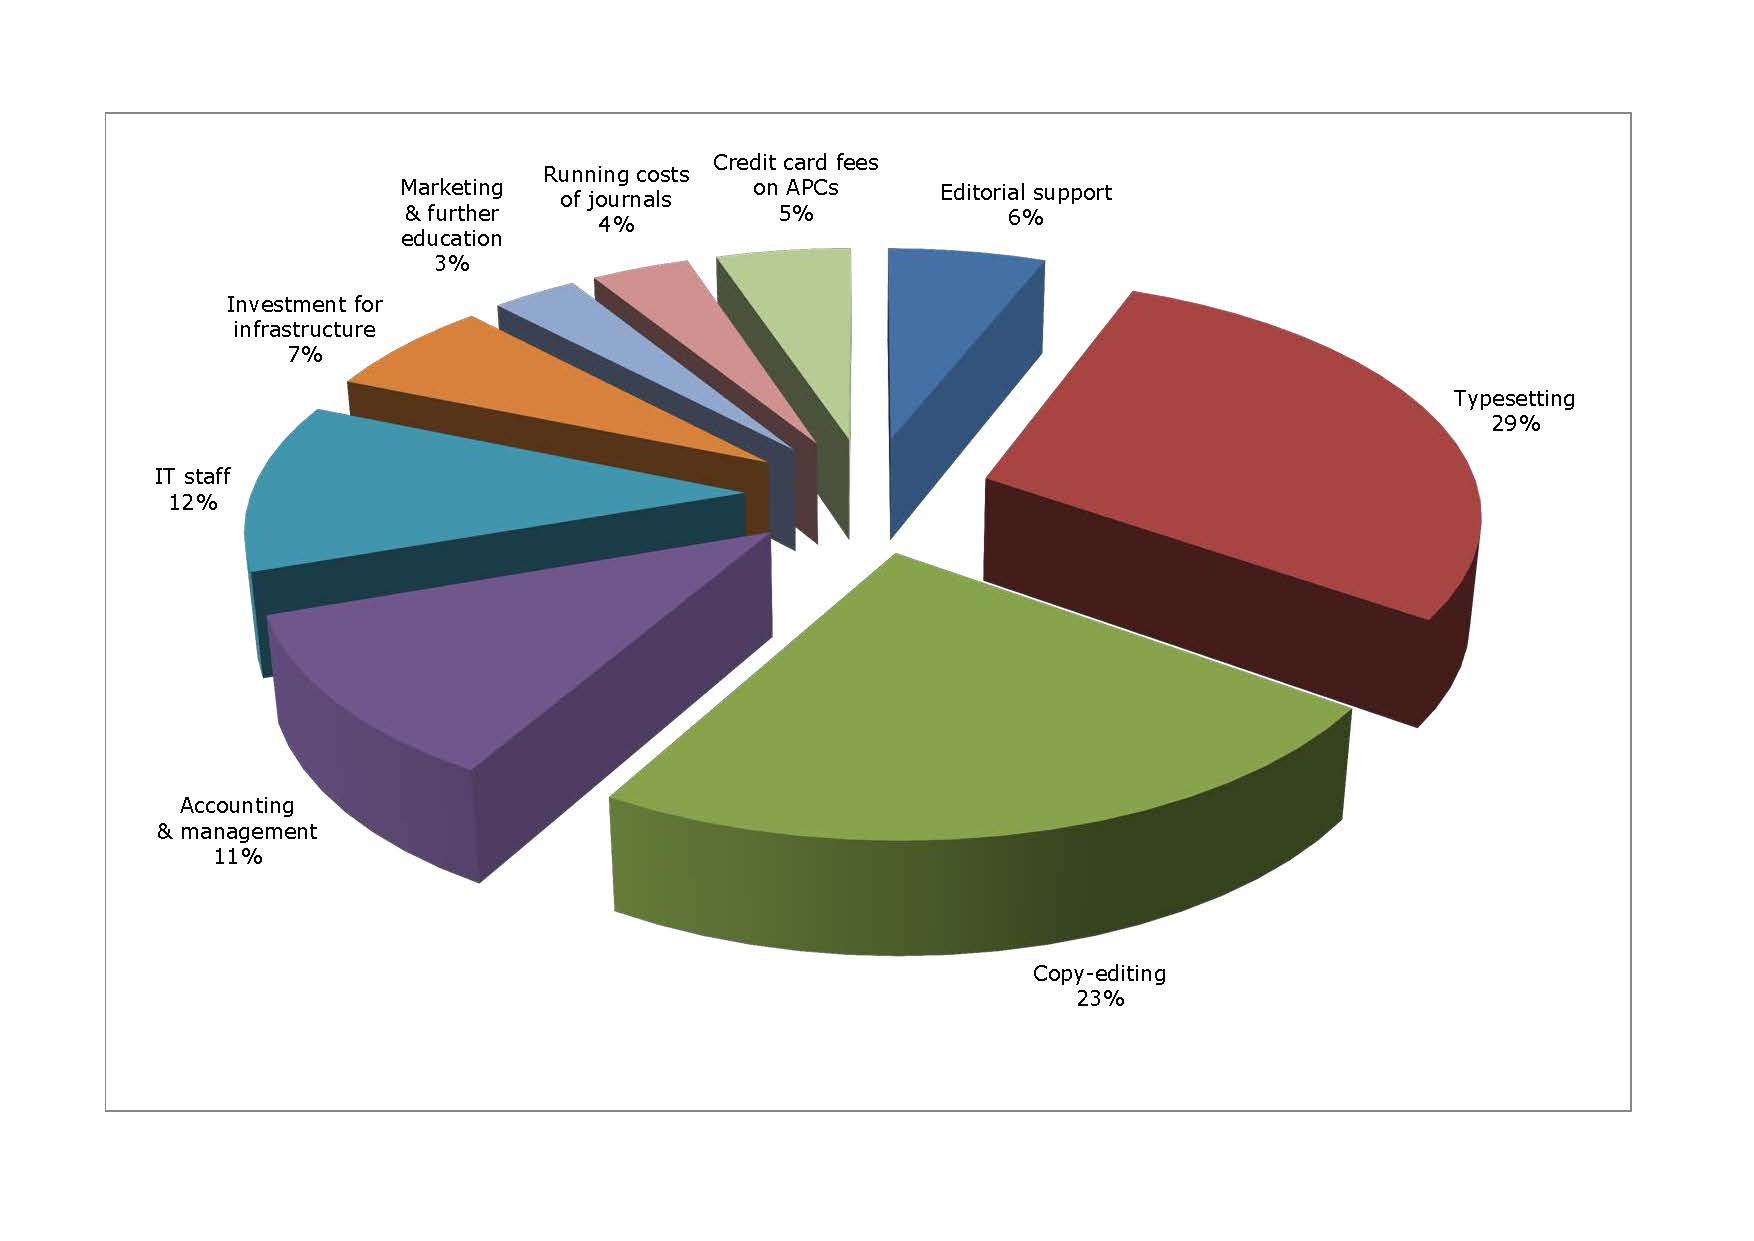 Credit card fees
on APCs
5%
Editorial support
6%
Running costs
of journals
4%
Marketing
& further
education
3%
Investment for
infrastructure
7%
Typesetting
29%
IT staff
12%
Accounting
& management
11%
Copy-editing
23%